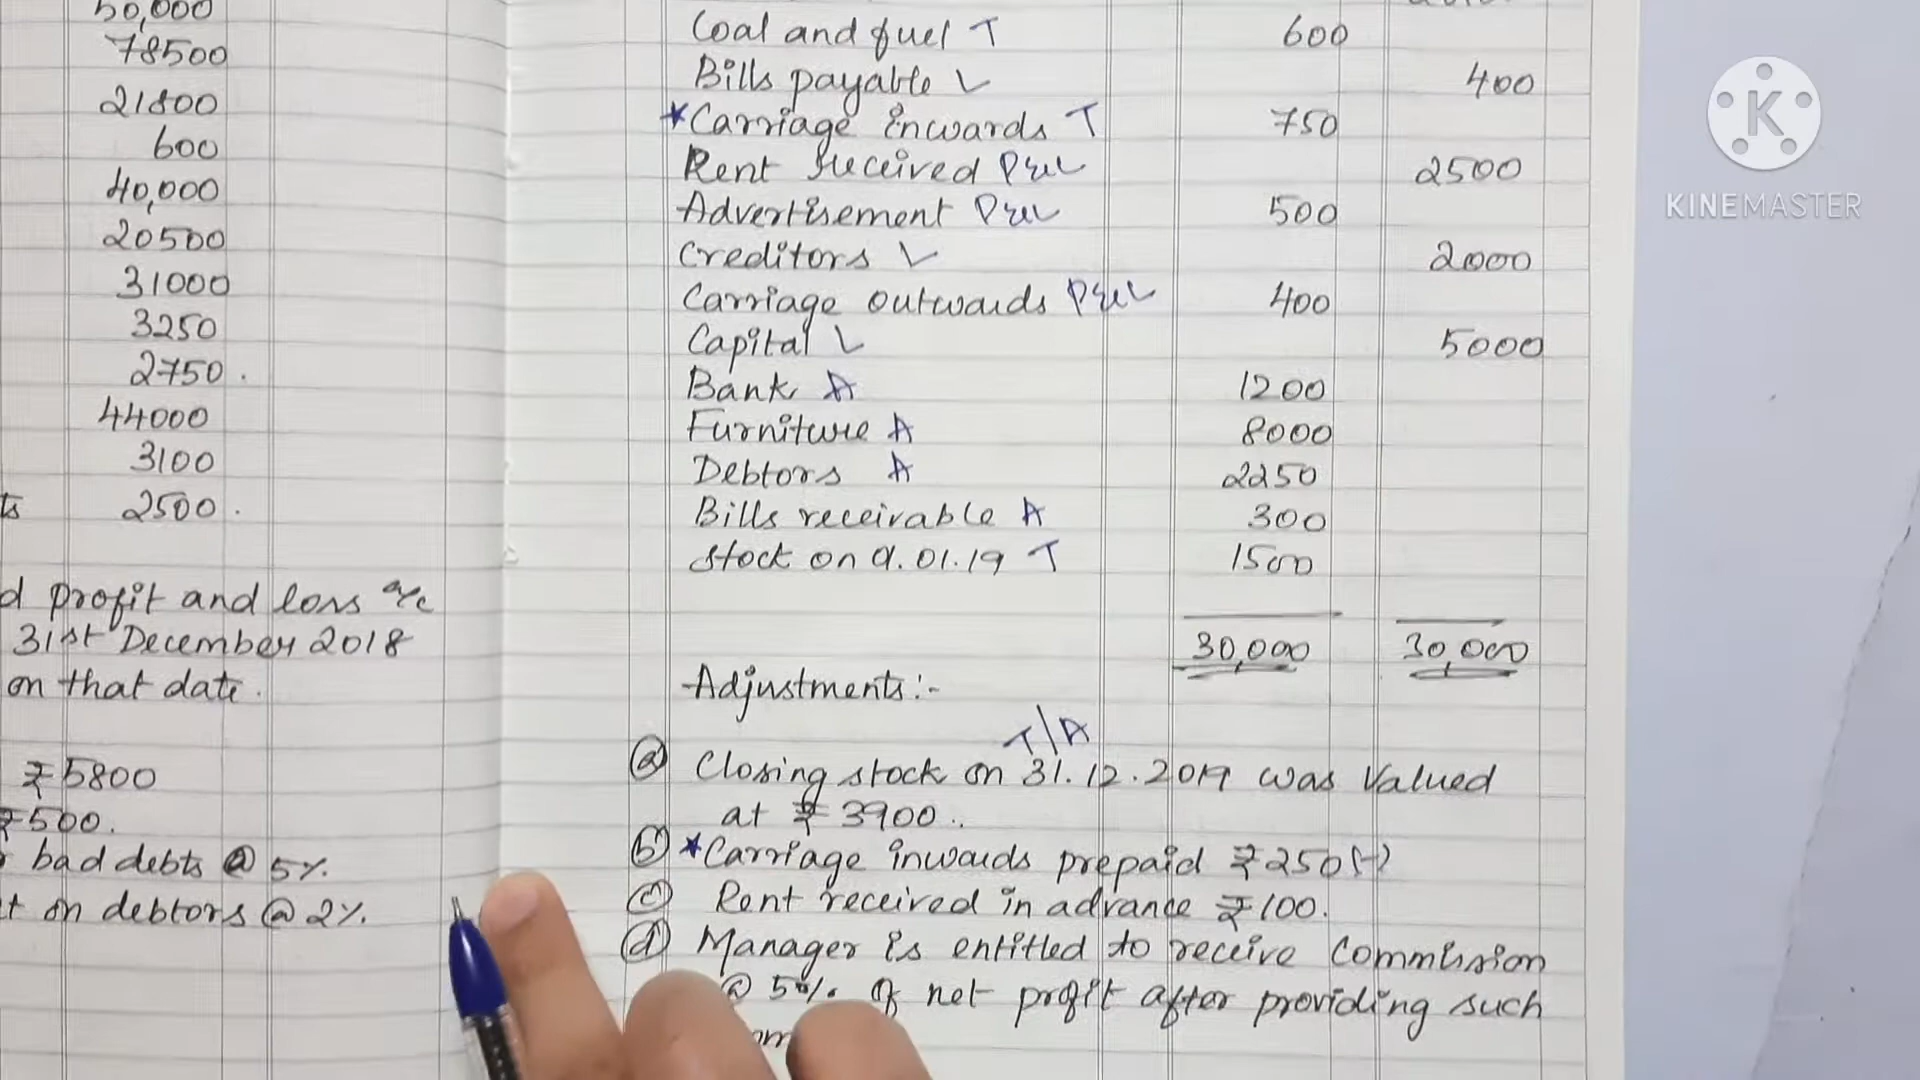 50,000
78500
21800
600
40,000
20500
31000
3250
2750.
44000
3100
ts 2500.
d profit and loss a/c
31st December 2018
on that date.
₹5800
₹500.
bad debts @ 5%.
t on debtors @ 2%.
Coal and fuel T 600
Bills payable L 400
*Carriage inwards T 750
Rent received P&L 2500
Advertisement P&L 500
Creditors L 2000
Carriage outwards P&L 400
Capital L 5000
Bank A 1200
Furniture A 8000
Debtors A 2250
Bills receivable A 300
Stock on 01.01.19 T 1500
30,000 30,000
Adjustments:-
T/A
(a) Closing stock on 31.12.2019 was valued
at ₹ 3900..
(b) *Carriage inwards prepaid ₹250(-)
(c) Rent received in advance ₹100.
(d) Manager is entitled to receive Commission
@ 5% of net profit after providing such
K
KINEMASTER